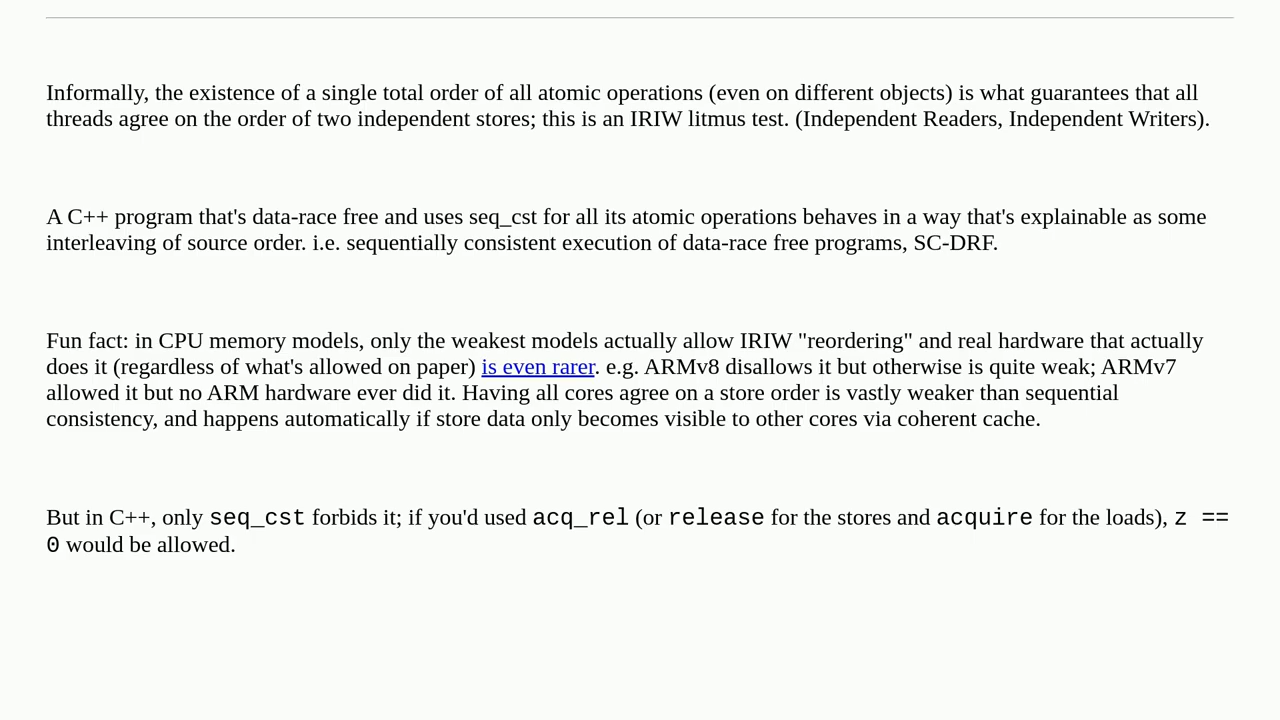 Informally, the existence of a single total order of all atomic operations (even on different objects) is what guarantees that all
threads agree on the order of two independent stores; this is an IRIW litmus test. (Independent Readers, Independent Writers).
A C++ program that's data-race free and uses seq_cst for all its atomic operations behaves in a way that's explainable as some
interleaving of source order. i.e. sequentially consistent execution of data-race free programs, SC-DRF.
Fun fact: in CPU memory models, only the weakest models actually allow IRIW "reordering" and real hardware that actually
does it (regardless of what's allowed on paper) is even rarer. e.g. ARMv8 disallows it but otherwise is quite weak; ARMv7
allowed it but no ARM hardware ever did it. Having all cores agree on a store order is vastly weaker than sequential
consistency, and happens automatically if store data only becomes visible to other cores via coherent cache.
But in C++, only seq_cst forbids it; if you'd used acq_rel (or release for the stores and acquire for the loads), z ==
0 would be allowed.